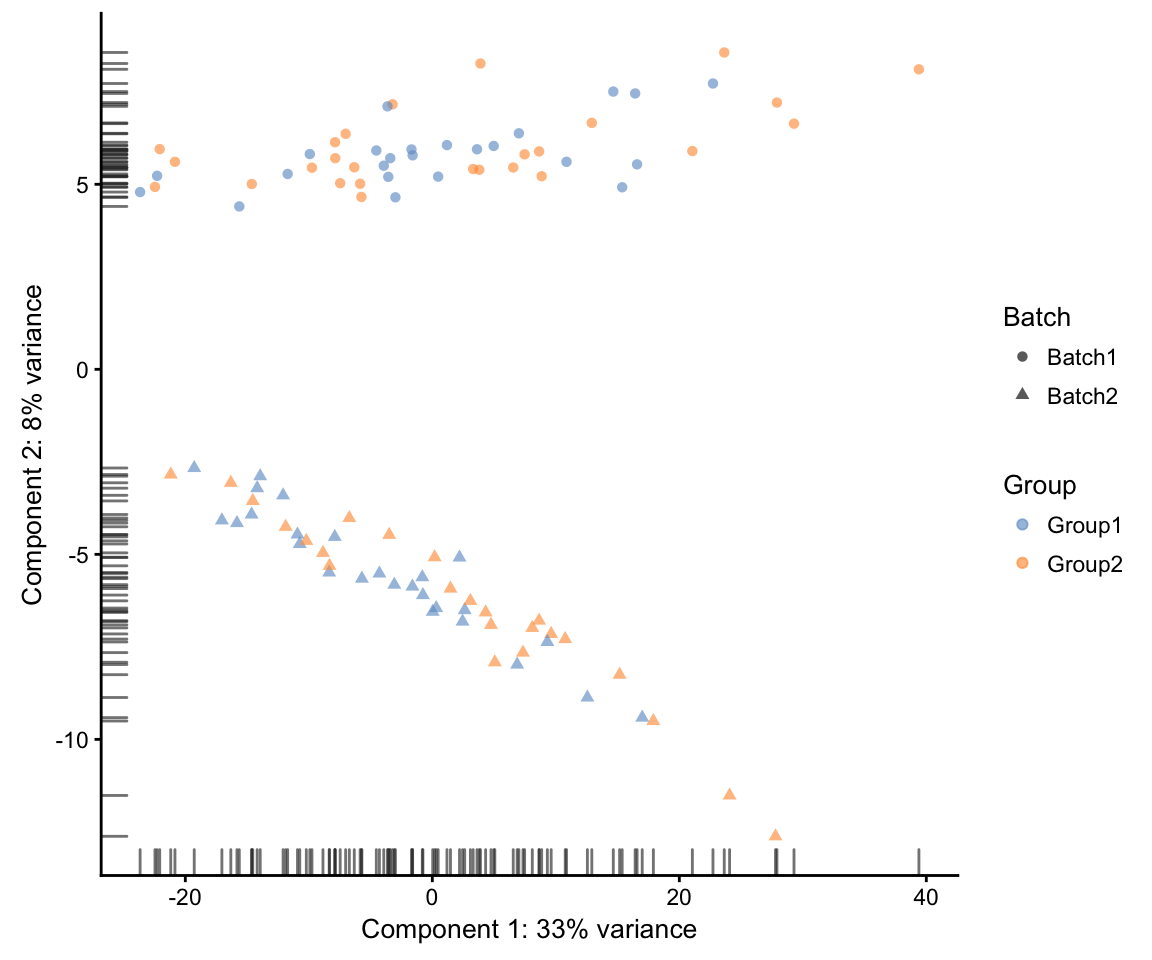 5
0
-5
-10
Component 2: 8% variance
-20
0
20
40
Component 1: 33% variance
Batch
Batch1
Batch2
Group
Group1
Group2